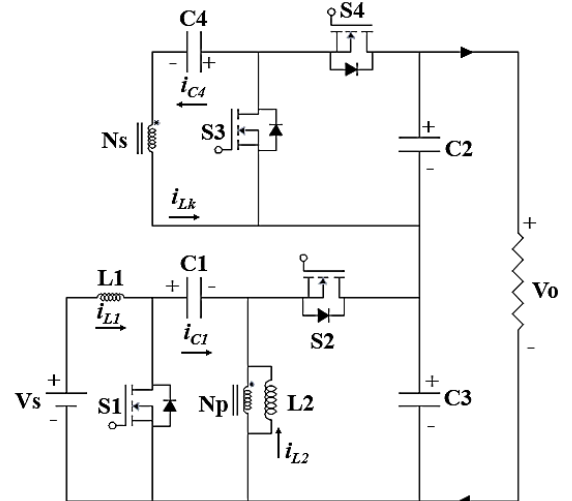 C4
S4
- +
iC4
S3
Ns
+
C2
-
iLk
+
L1
C1
+ -
S2
Vo
iL1
iC1
-
+
Vs
-
S1
Np
L2
+
C3
-
iL2